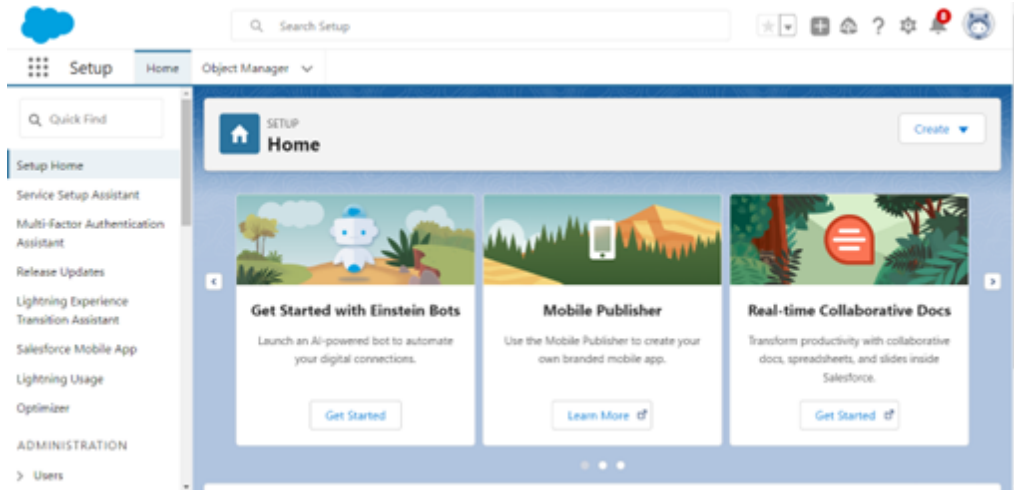 Search Setup
8
Setup
Home
Object Manager
Quick Find
Setup Home
Service Setup Assistant
Multi-Factor Authentication
Assistant
Release Updates
Lightning Experience
Transition Assistant
Salesforce Mobile App
Lightning Usage
Optimizer
ADMINISTRATION
Users
SETUP
Home
Create
Get Started with Einstein Bots
Launch an AI-powered bot to automate
your digital connections.
Get Started
Mobile Publisher
Use the Mobile Publisher to create your
own branded mobile app.
Learn More
Real-time Collaborative Docs
Transform productivity with collaborative
docs, spreadsheets, and slides inside
Salesforce.
Get Started